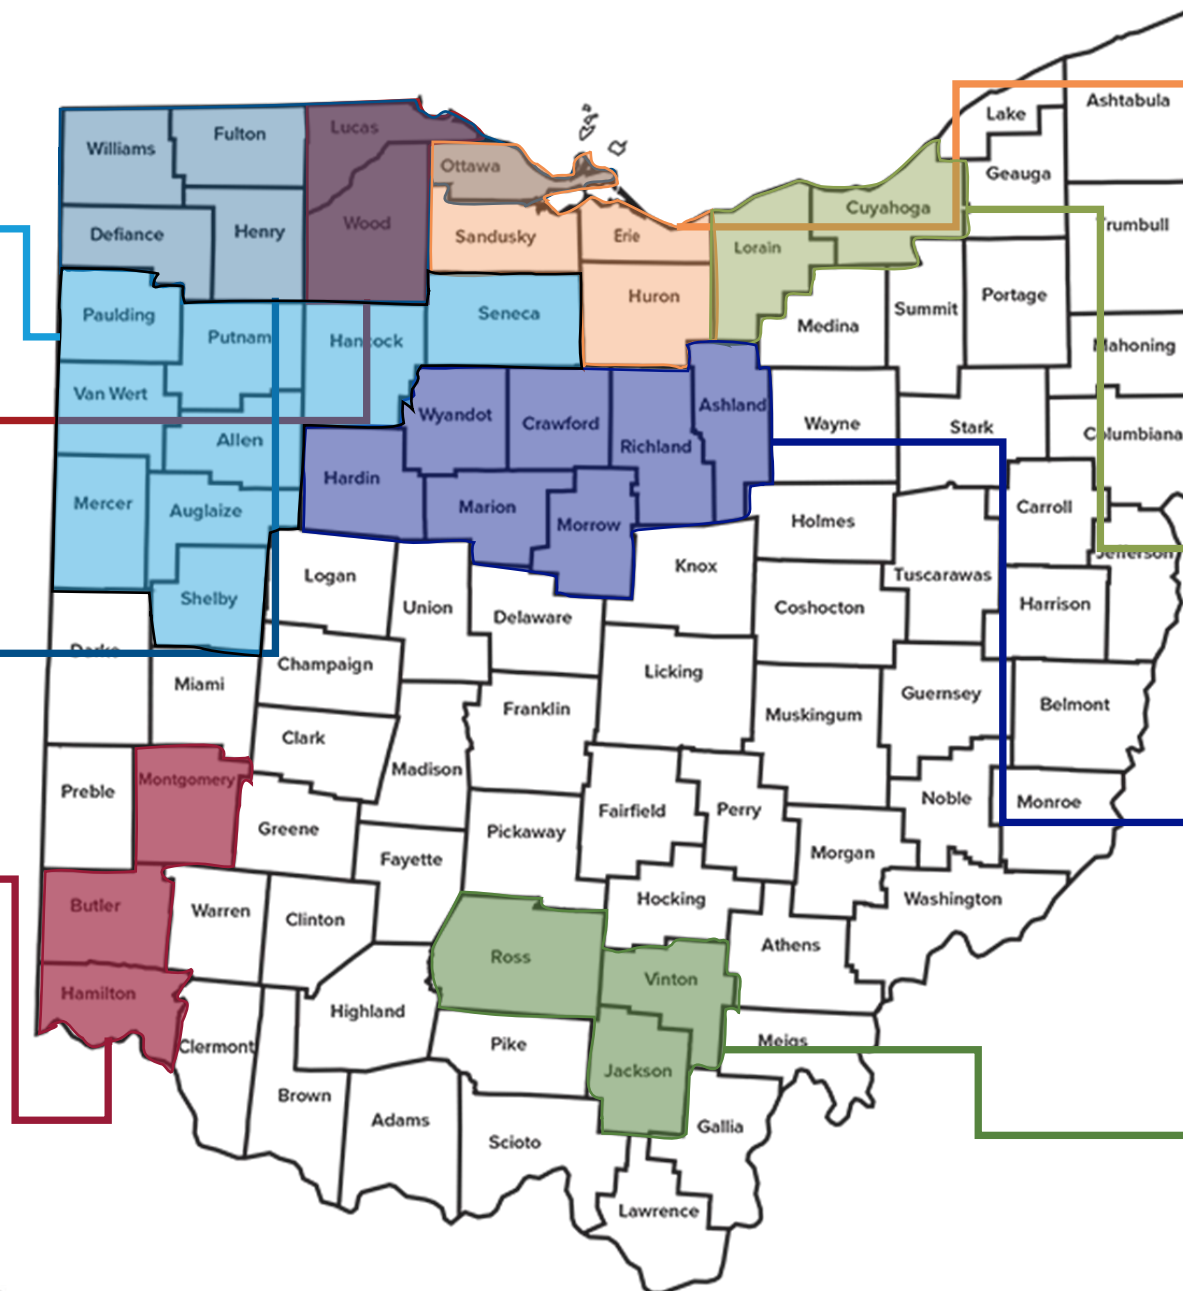 Ashtabula
Lake
Lucas
Fulton
Williams
Ottawa
Geauga
Cuyahoga
Wood
Trumbull
Henry
Defiance
Sandusky
Erie
Lorain
Huron
Portage
Summit
Seneca
Paulding
Medina
Putnam
Hancock
Mahoning
Van Wert
Ashland
Wyandot
Crawford
Wayne
Stark
Columbiana
Allen
Richland
Hardin
Mercer
Marion
Carroll
Auglaize
Holmes
Morrow
Jefferson
Knox
Logan
Tuscarawas
Shelby
Union
Coshocton
Harrison
Delaware
Darke
Champaign
Licking
Miami
Guernsey
Belmont
Franklin
Muskingum
Clark
Madison
Montgomery
Preble
Noble
Monroe
Fairfield
Perry
Greene
Pickaway
Morgan
Fayette
Hocking
Washington
Butler
Warren
Clinton
Athens
Ross
Vinton
Hamilton
Highland
Meigs
Pike
Clermont
Jackson
Brown
Adams
Gallia
Scioto
Lawrence